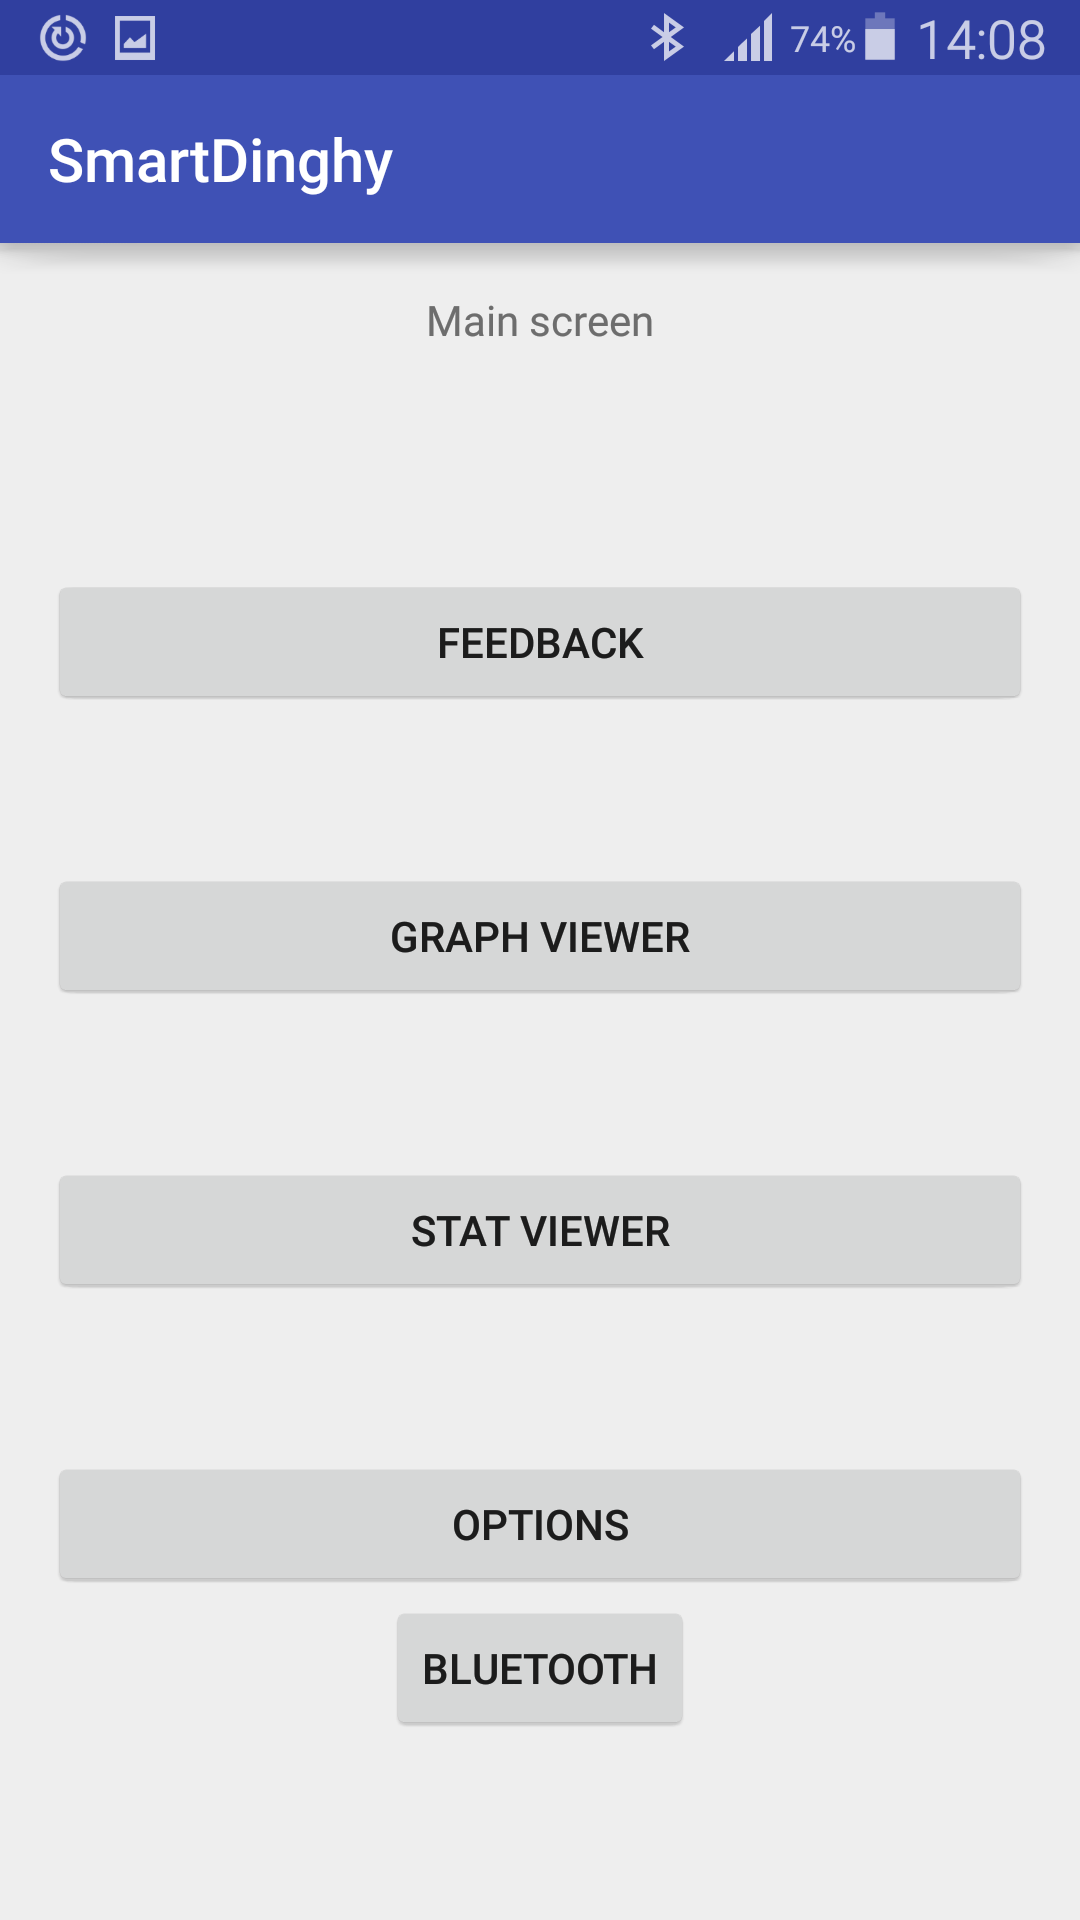 74% 14:08
SmartDinghy
Main screen
FEEDBACK
GRAPH VIEWER
STAT VIEWER
OPTIONS
BLUETOOTH